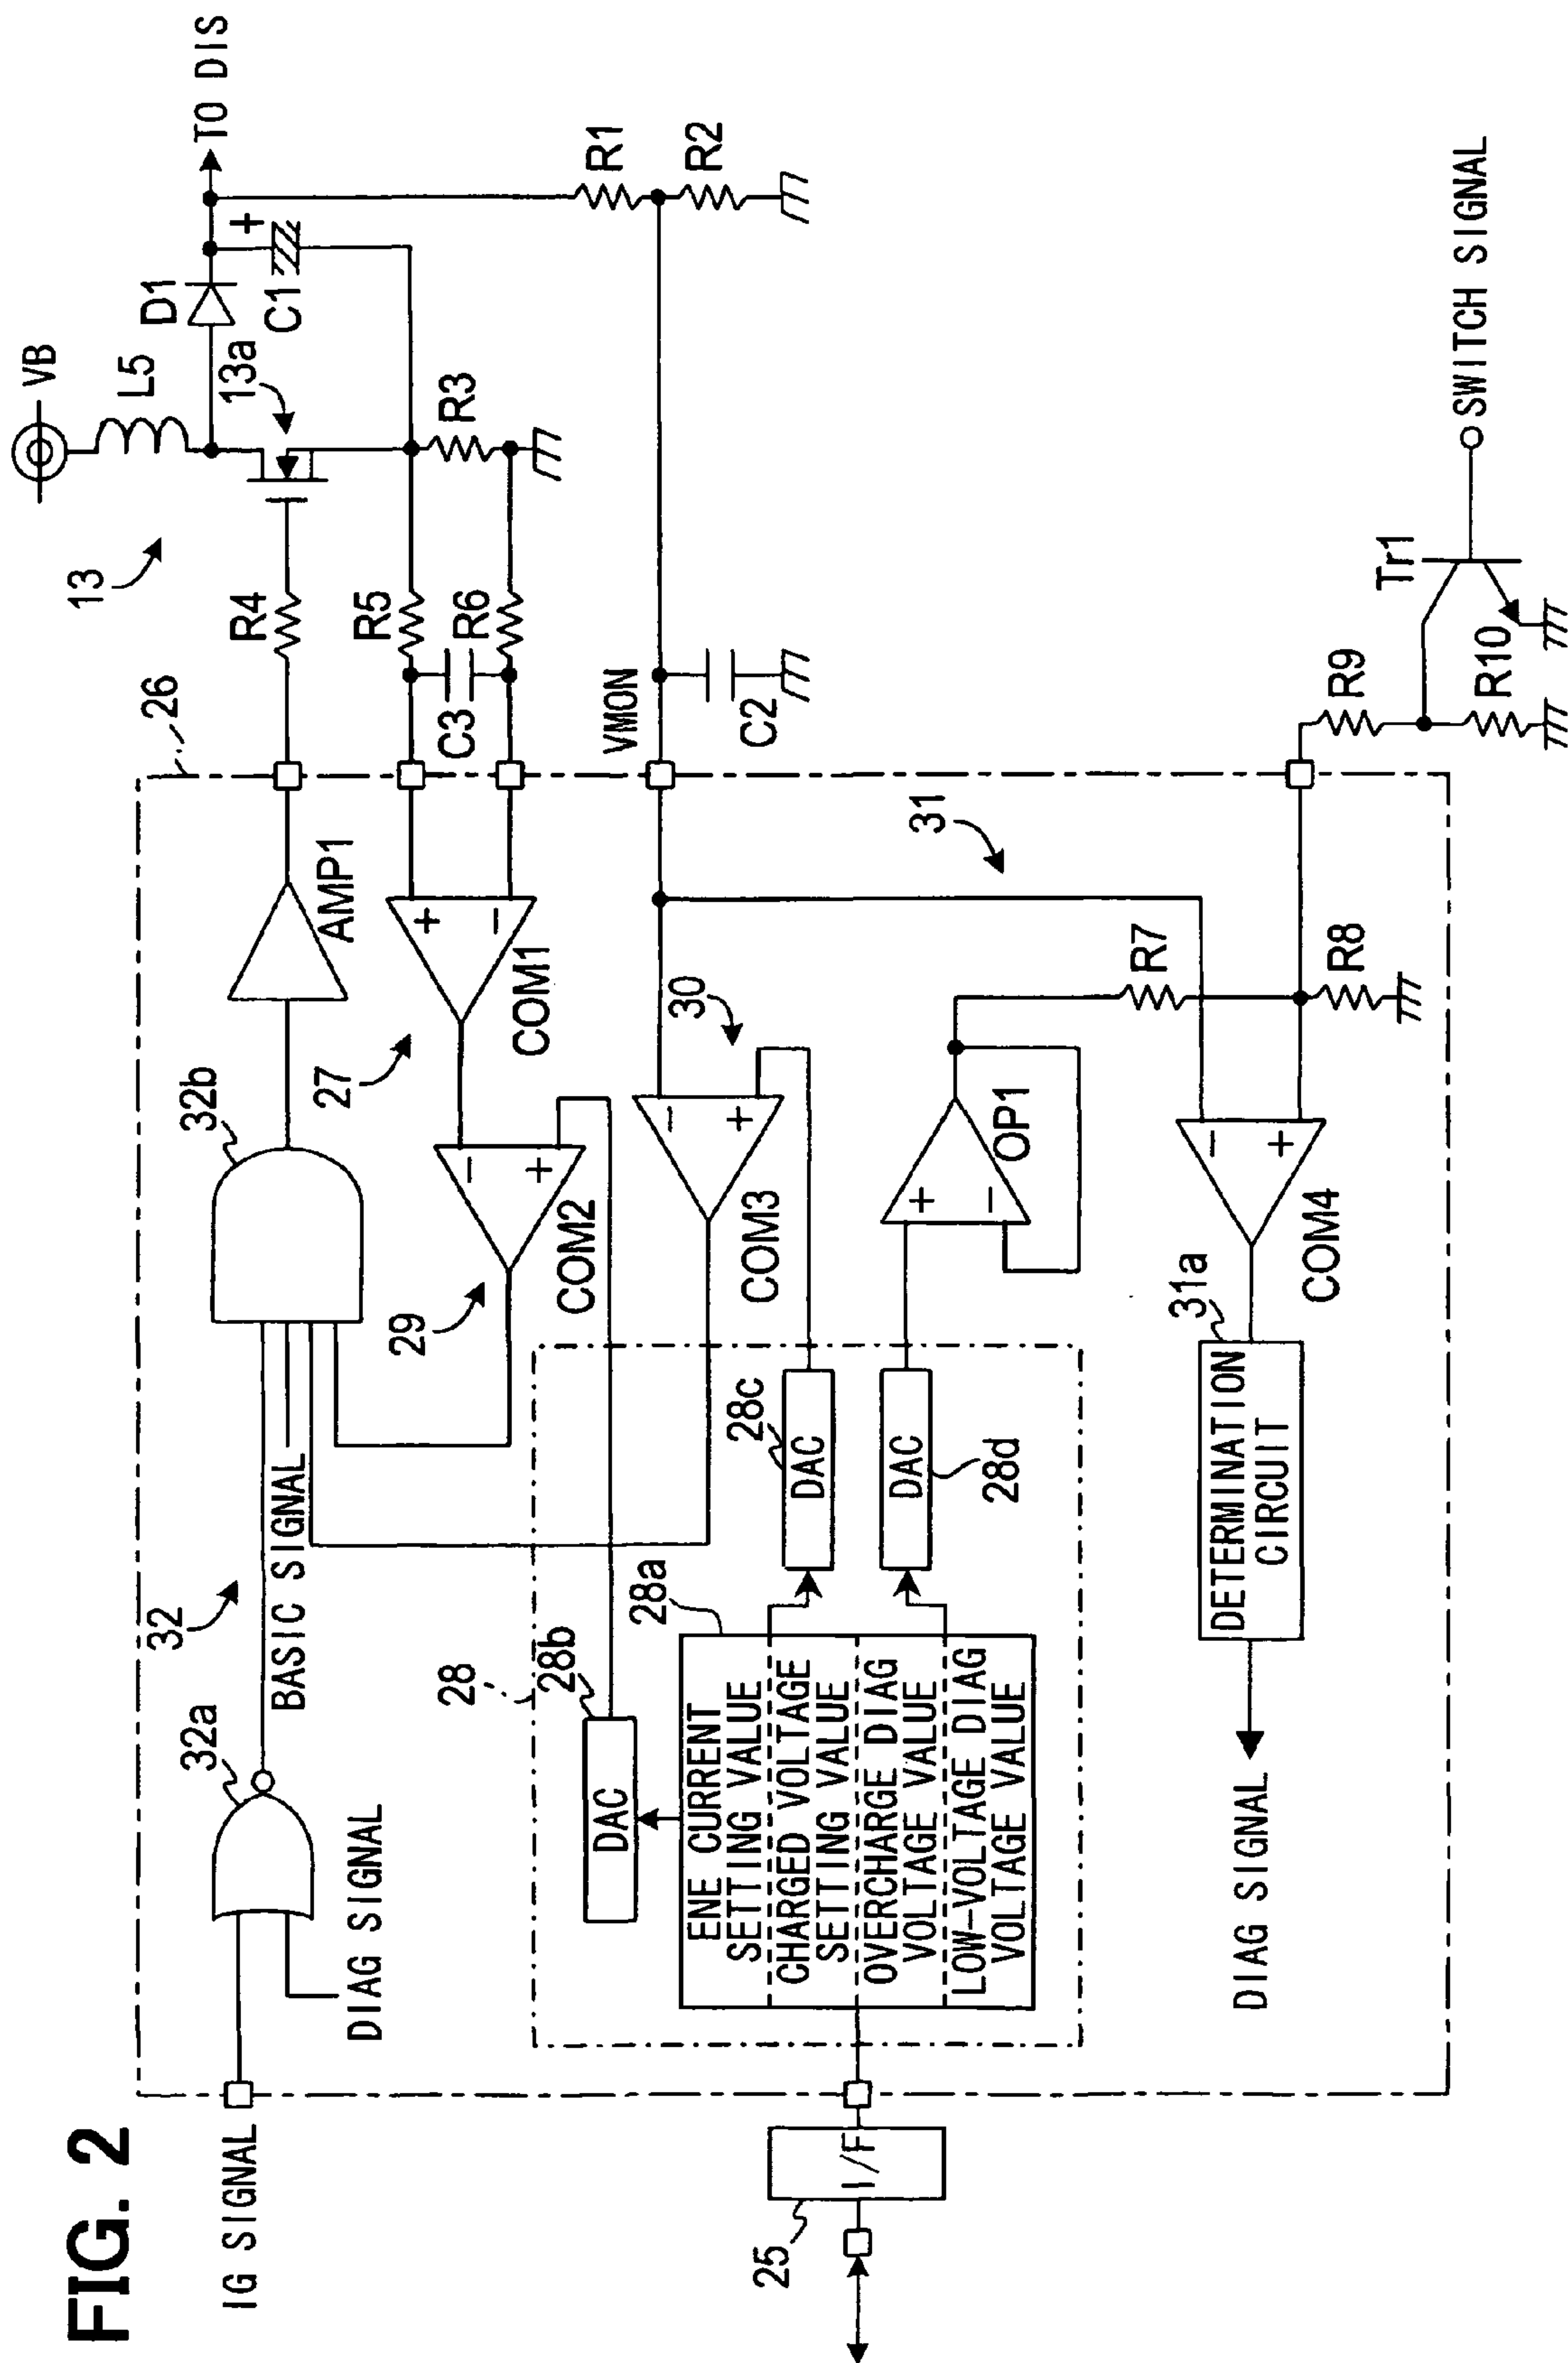 FIG. 2
IG SIGNAL
DIAG SIGNAL
32a
32
BASIC SIGNAL
32b
AMP1
26
R4
13
VB
L5
13a
D1
+
C1
TO DIS
R1
R2
R3
R5
R6
C3
27
+
−
COM1
29
−
+
COM2
VMON
C2
30
−
+
COM3
31
28
28b
DAC
28a
ENE CURRENT
SETTING VALUE
CHARGED VOLTAGE
SETTING VALUE
OVERCHARGE DIAG
VOLTAGE VALUE
LOW-VOLTAGE DIAG
VOLTAGE VALUE
28c
DAC
DAC
28d
+
−
OP1
R7
R8
25
I/F
DIAG SIGNAL
31a
DETERMINATION
CIRCUIT
−
+
COM4
R9
R10
Tr1
SWITCH SIGNAL